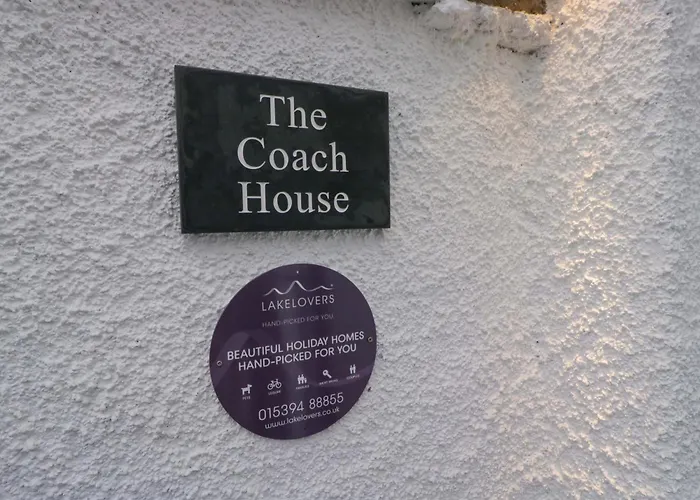 The
Coach
House
LAKELOVERS
HAND-PICKED FOR YOU
BEAUTIFUL HOLIDAY HOMES
HAND-PICKED FOR YOU
PETS
015394 88855
www.lakelovers.co.uk